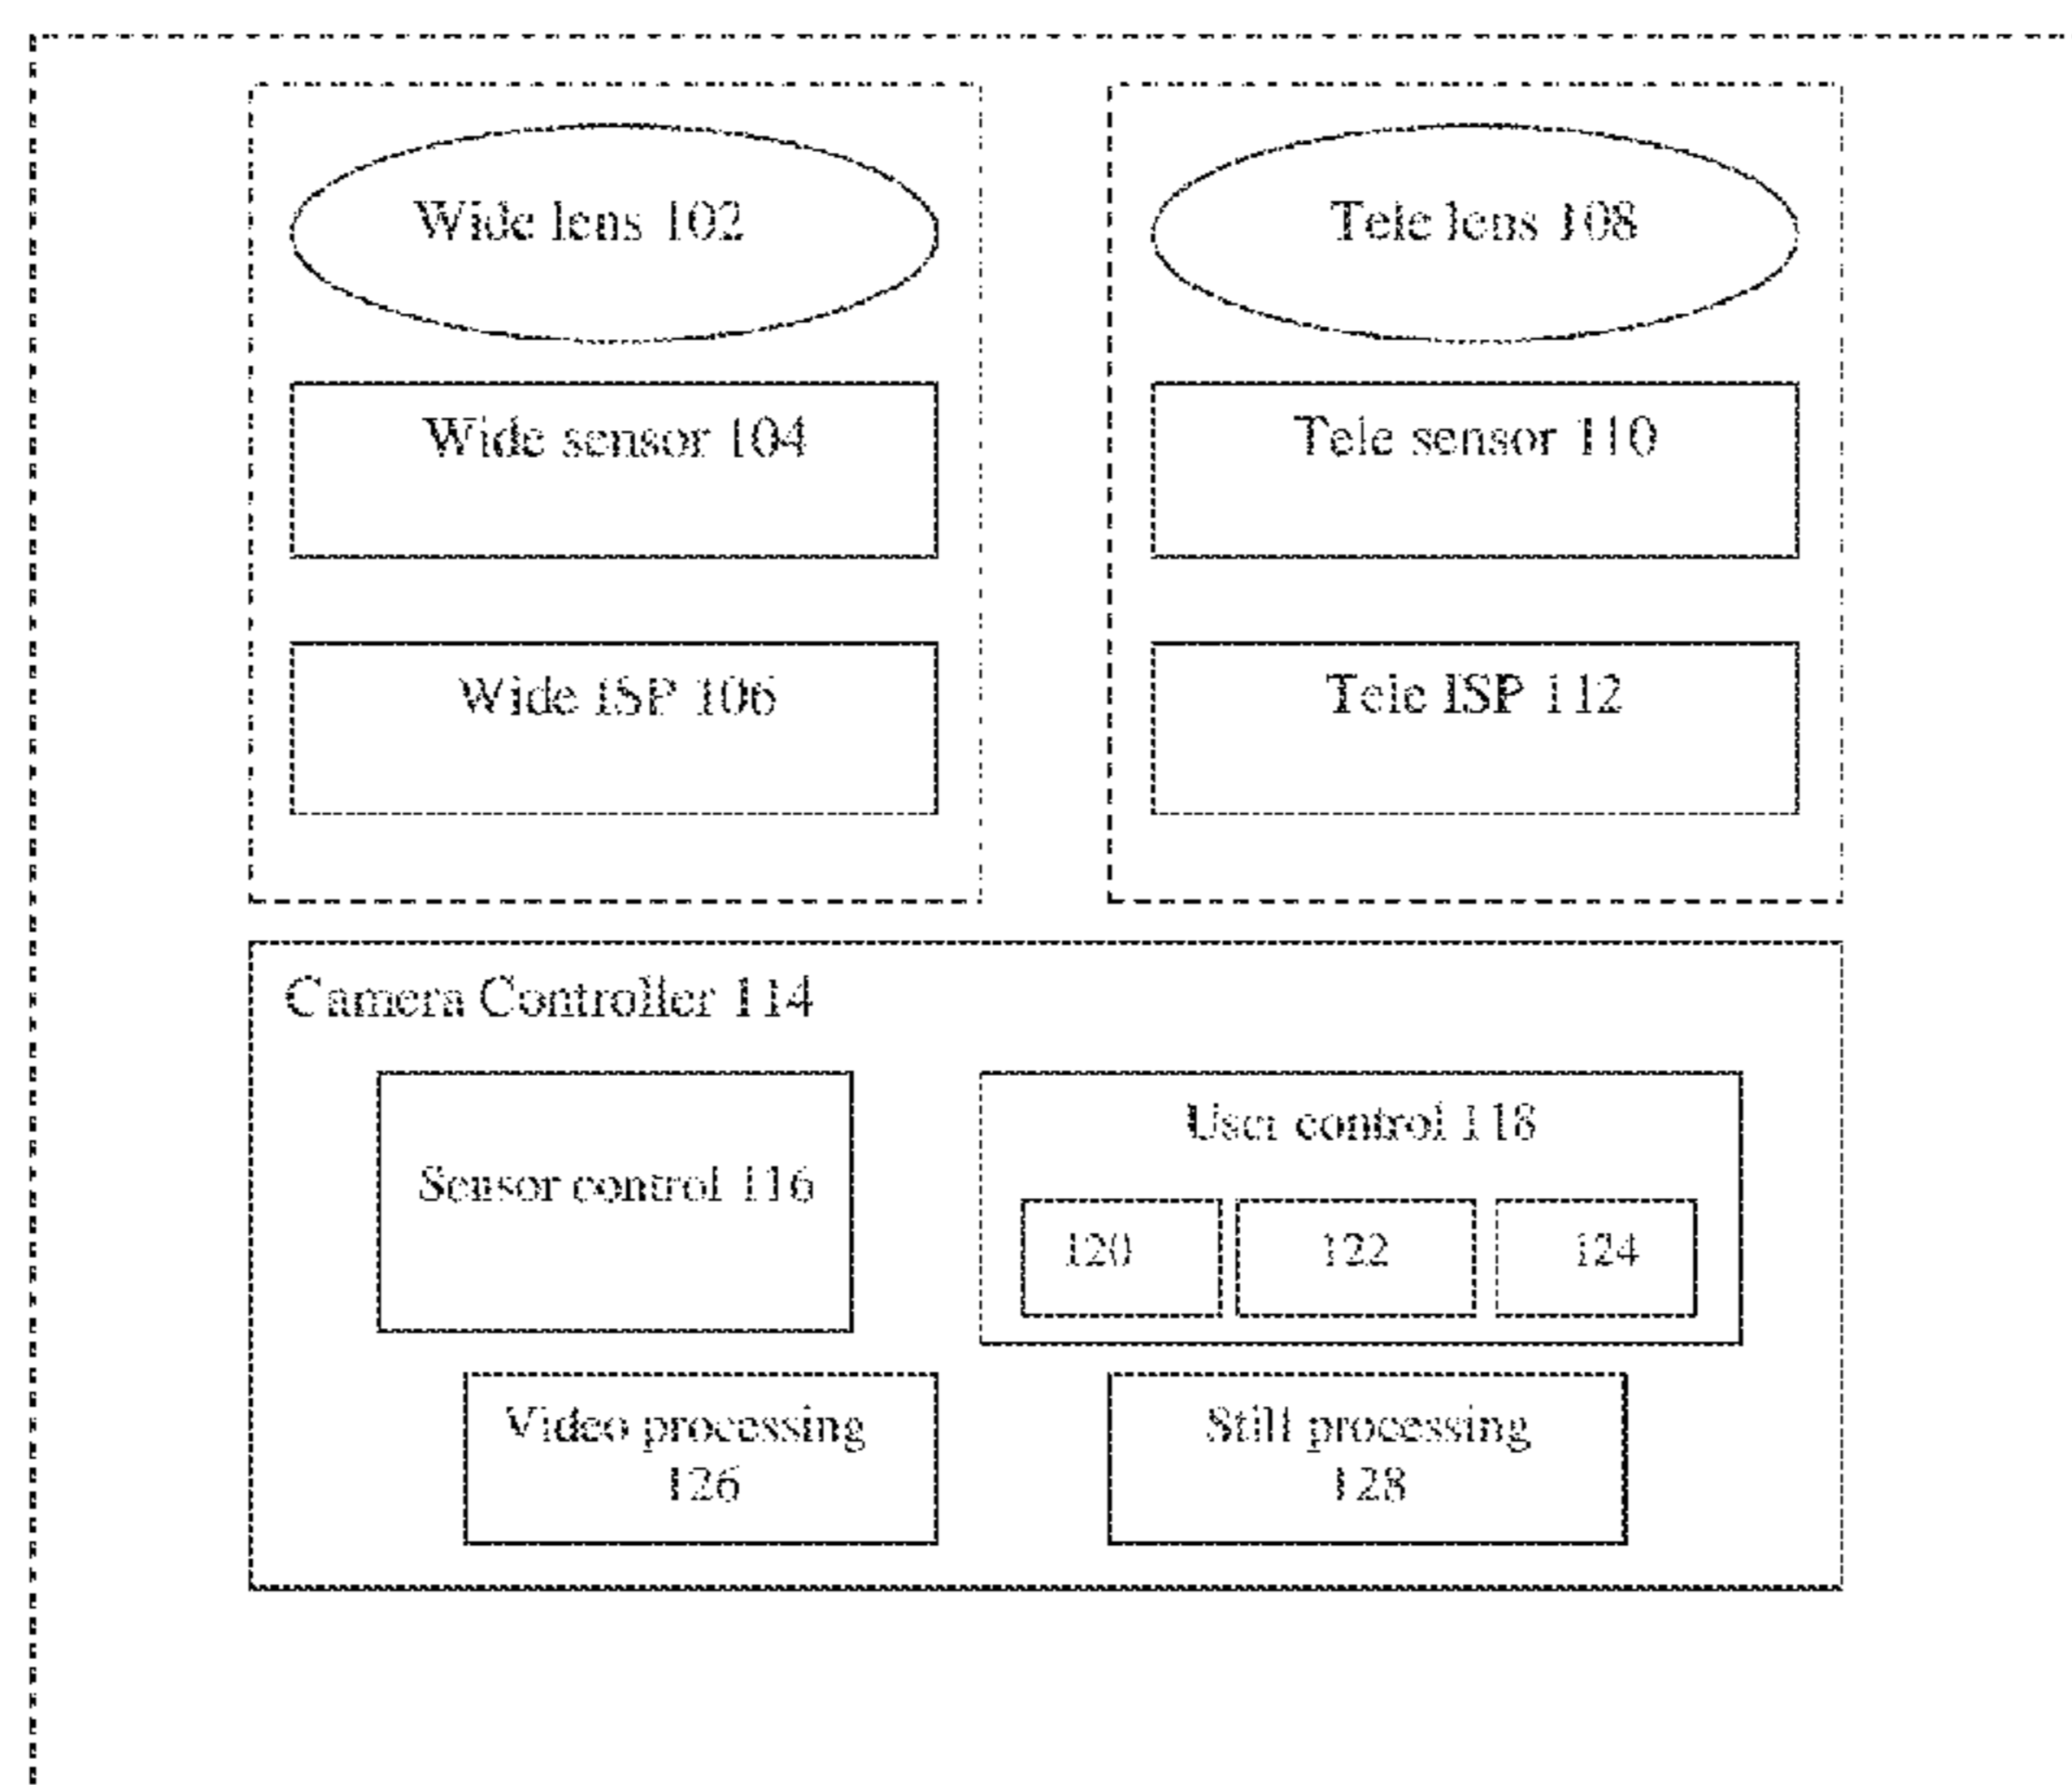 Wide lens 102
Tele lens 108
Wide sensor 104
Tele sensor 110
Wide ISP 106
Tele ISP 112
Camera Controller 114
Sensor control 116
User control 118
120
122
124
Video processing
126
Still processing
128